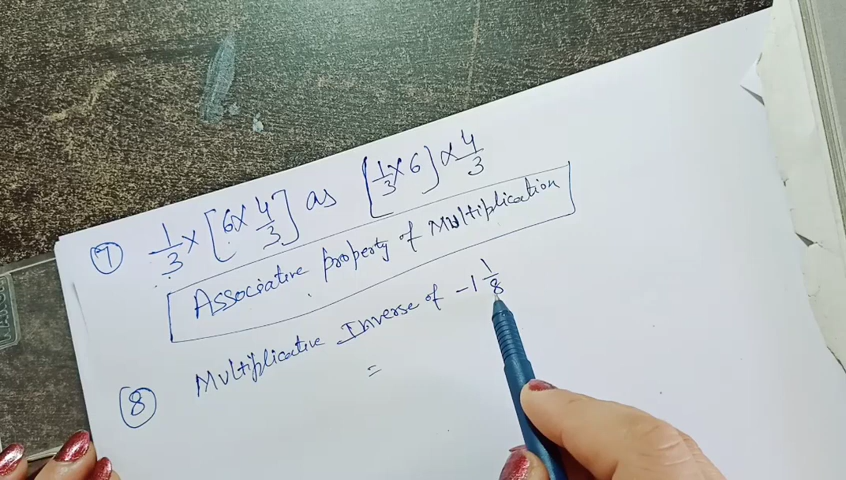 7 1/3 × [6 × 4/3] as [1/3 × 6] × 4/3
Associative property of Multiplication
8 Multiplicative Inverse of -1 1/8
=